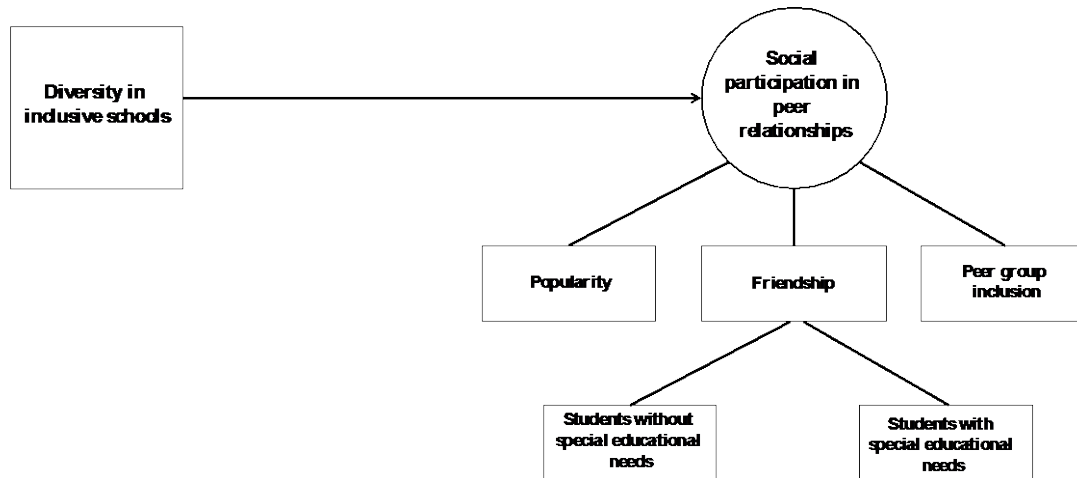 Social
participation in
peer
relationships
Diversity in
inclusive schools
Popularity
Friendship
Peer group
inclusion
Students without
special educational
needs
Students with
special educational
needs